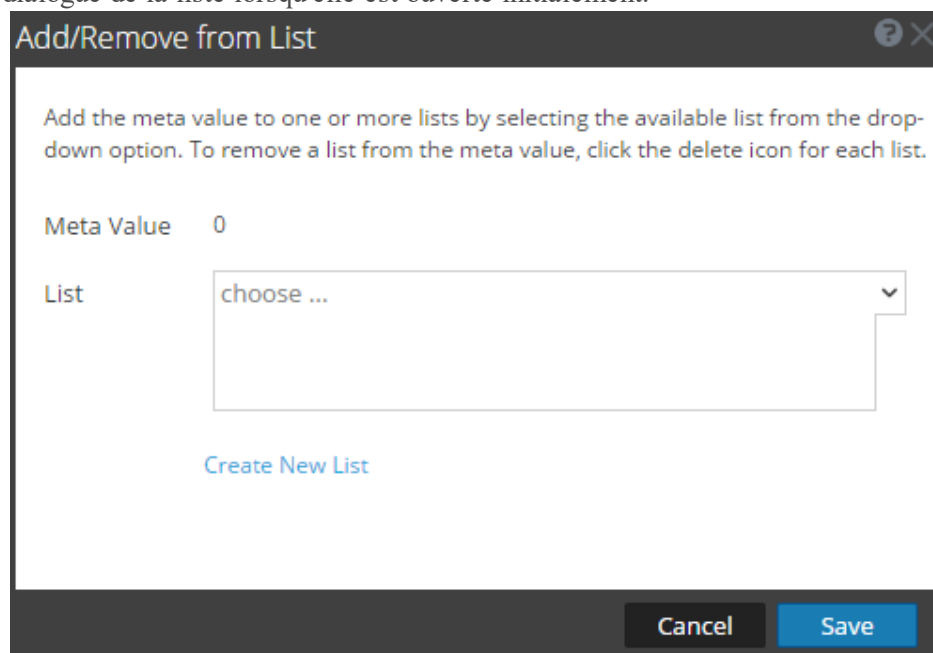 dialogue de la liste lorsqu'elle est ouverte initialement.
Add/Remove from List
Add the meta value to one or more lists by selecting the available list from the drop-
down option. To remove a list from the meta value, click the delete icon for each list.
Meta Value 0
List choose ...
Create New List
Cancel Save